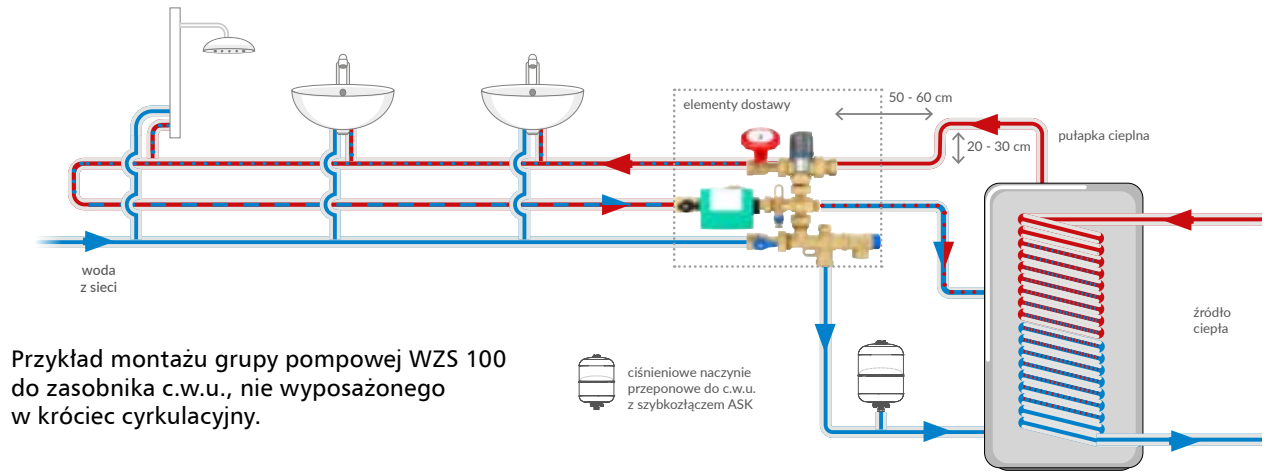 elementy dostawy
50 - 60 cm
pułapka cieplna
20 - 30 cm
woda
z sieci
źródło
ciepła
Przykład montażu grupy pompowej WZS 100
do zasobnika c.w.u., nie wyposażonego
w króciec cyrkulacyjny.
ciśnieniowe naczynie
przeponowe do c.w.u.
z szybkozłączem ASK